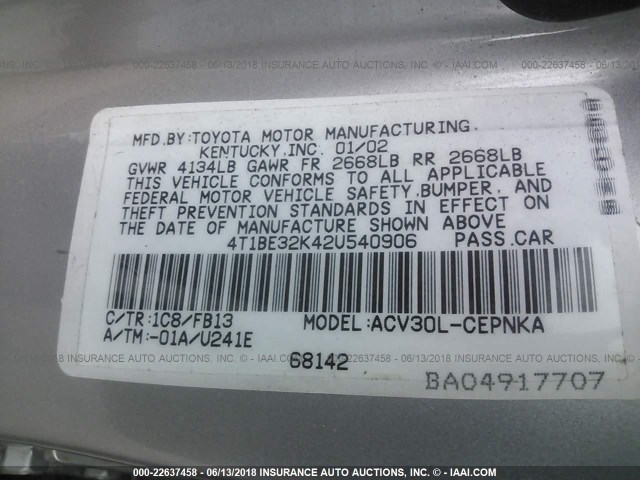 000-22637458 - 06/13/2018 INSURANCE AUTO AUCTIONS, INC. - © IAAI.COM
MFD.BY:TOYOTA MOTOR MANUFACTURING.
KENTUCKY,INC. 01/02
GVWR 4134LB GAWR FR 2668LB RR 2668LB
THIS VEHICLE CONFORMS TO ALL APPLICABLE
FEDERAL MOTOR VEHICLE SAFETY,BUMPER, AND
THEFT PREVENTION STANDARDS IN EFFECT ON
THE DATE OF MANUFACTURE SHOWN ABOVE
4T1BE32K42U540906 PASS.CAR
C/TR:1C8/FB13 MODEL:ACV30L-CEPNKA
A/TM:-01A/U241E
68142
BA04917707
000-22637458 - 06/13/2018 INSURANCE AUTO AUCTIONS, INC. - © IAAI.COM